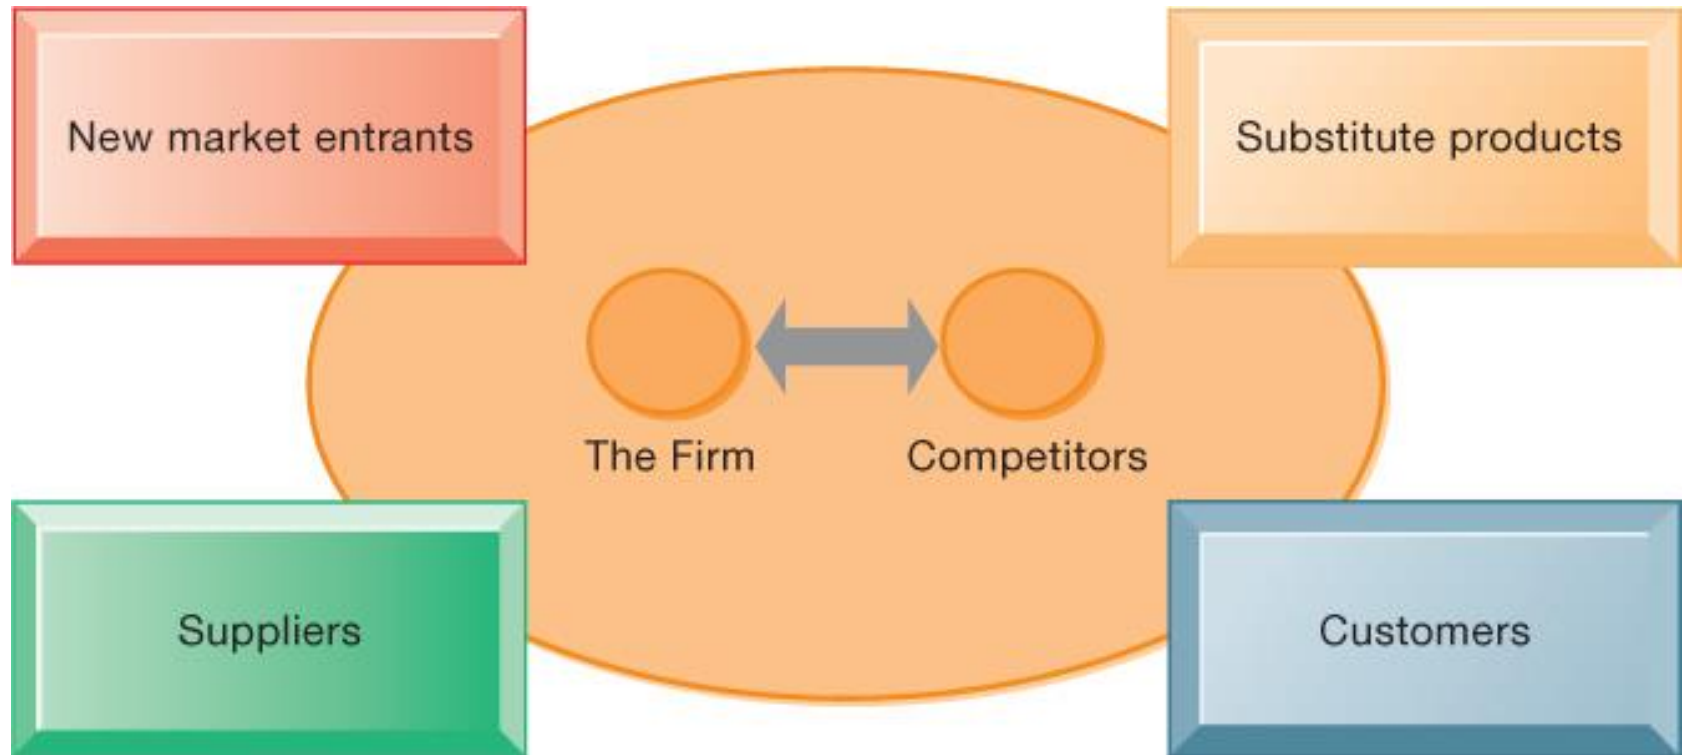 New market entrants
Substitute products
The Firm
Competitors
Suppliers
Customers